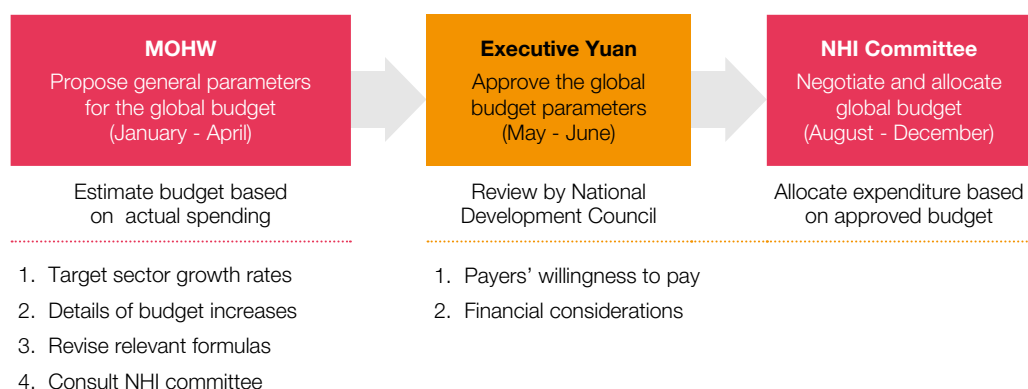 MOHW
Propose general parameters
for the global budget
(January - April)
Executive Yuan
Approve the global
budget parameters
(May - June)
NHI Committee
Negotiate and allocate
global budget
(August - December)
Estimate budget based
on actual spending
Review by National
Development Council
Allocate expenditure based
on approved budget
1. Target sector growth rates
2. Details of budget increases
3. Revise relevant formulas
4. Consult NHI committee
1. Payers’ willingness to pay
2. Financial considerations